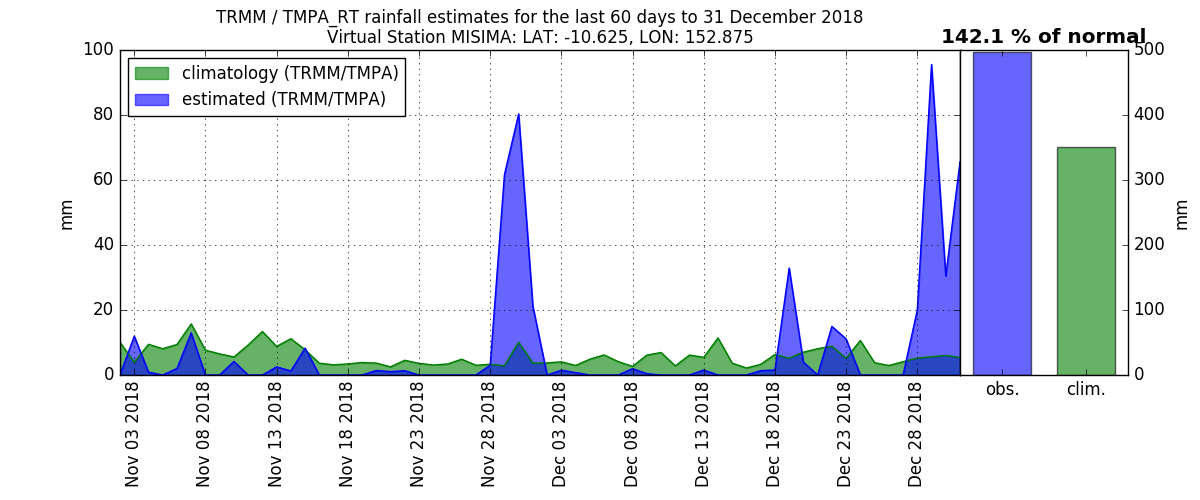 TRMM / TMPA_RT rainfall estimates for the last 60 days to 31 December 2018
Virtual Station MISIMA: LAT: -10.625, LON: 152.875
142.1 % of normal
climatology (TRMM/TMPA)
estimated (TRMM/TMPA)
100
80
60
40
20
0
mm
500
400
300
200
100
0
mm
Nov 03 2018
Nov 08 2018
Nov 13 2018
Nov 18 2018
Nov 23 2018
Nov 28 2018
Dec 03 2018
Dec 08 2018
Dec 13 2018
Dec 18 2018
Dec 23 2018
Dec 28 2018
obs.
clim.